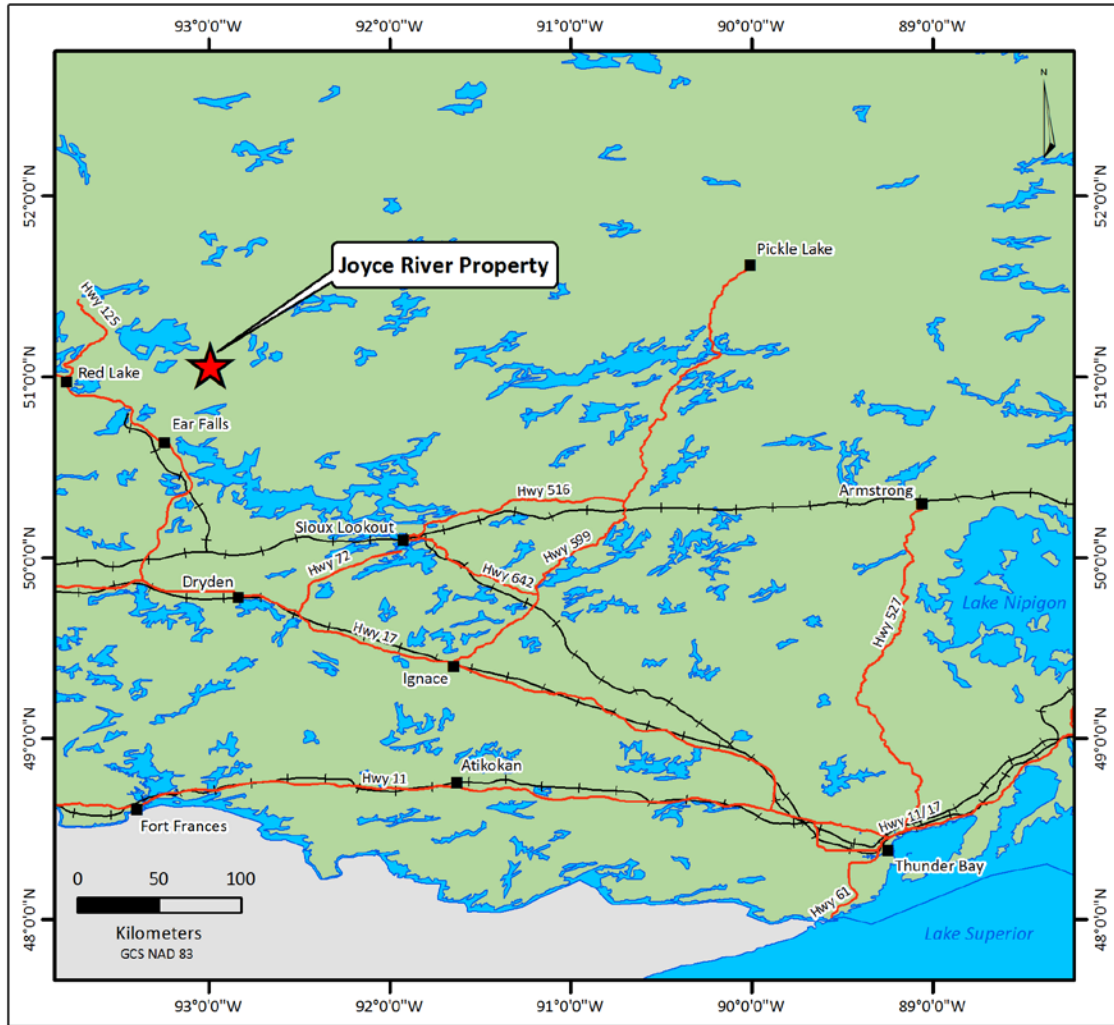 93°0'0"W 92°0'0"W 91°0'0"W 90°0'0"W 89°0'0"W
N
52°0'0"N
52°0'0"N
Pickle Lake
Joyce River Property
Hwy 125
51°0'0"N
Red Lake
51°0'0"N
Ear Falls
Hwy 516
Armstrong
Sioux Lookout
Hwy 599
50°0'0"N
Hwy 72
Hwy 642
50°0'0"N
Dryden
Lake Nipigon
Hwy 527
Hwy 17
Ignace
49°0'0"N
49°0'0"N
Atikokan
Hwy 11
Fort Frances
Hwy 11/17
Thunder Bay
0 50 100
Hwy 61
48°0'0"N
Kilometers
Lake Superior
48°0'0"N
GCS NAD 83
93°0'0"W 92°0'0"W 91°0'0"W 90°0'0"W 89°0'0"W